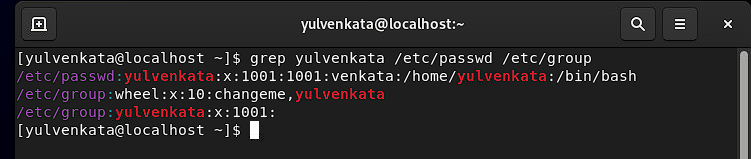 yulvenkata@localhost:~
[yulvenkata@localhost ~]$ grep yulvenkata /etc/passwd /etc/group
/etc/passwd:yulvenkata:x:1001:1001:venkata:/home/yulvenkata:/bin/bash
/etc/group:wheel:x:10:changeme,yulvenkata
/etc/group:yulvenkata:x:1001:
[yulvenkata@localhost ~]$